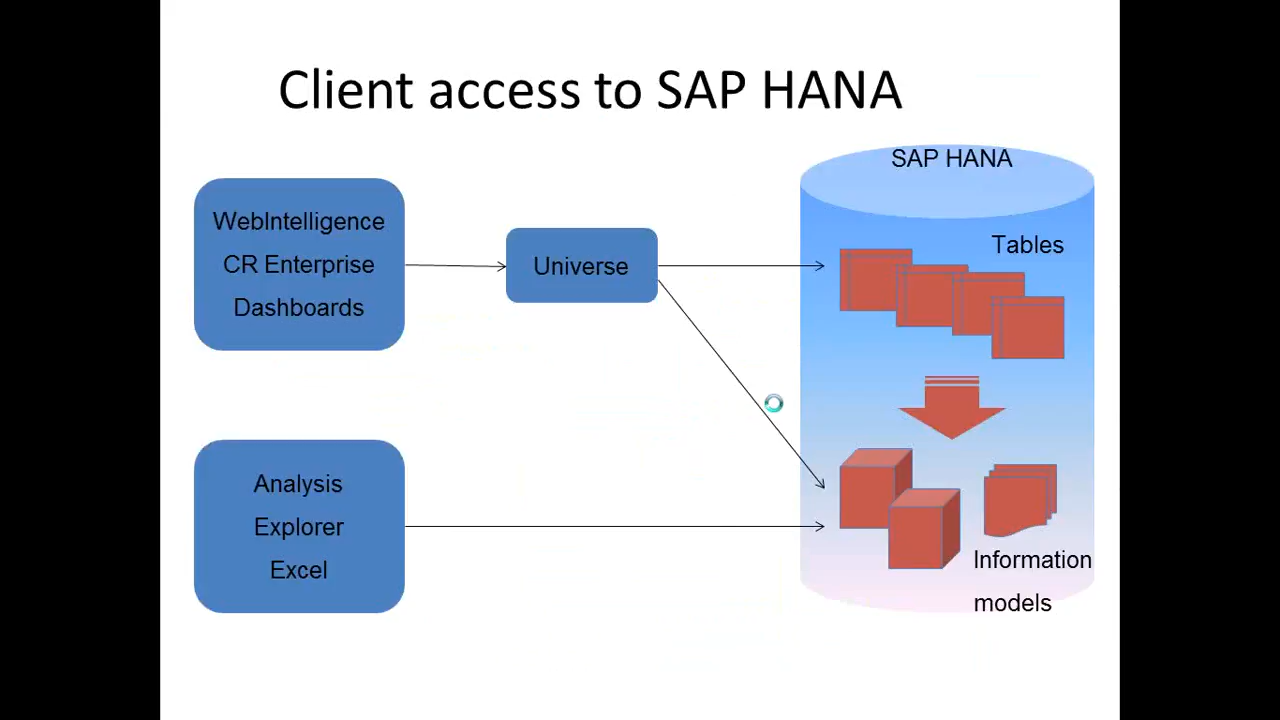 Client access to SAP HANA
SAP HANA
WebIntelligence
CR Enterprise
Dashboards
Universe
Tables
Analysis
Explorer
Excel
Information
models